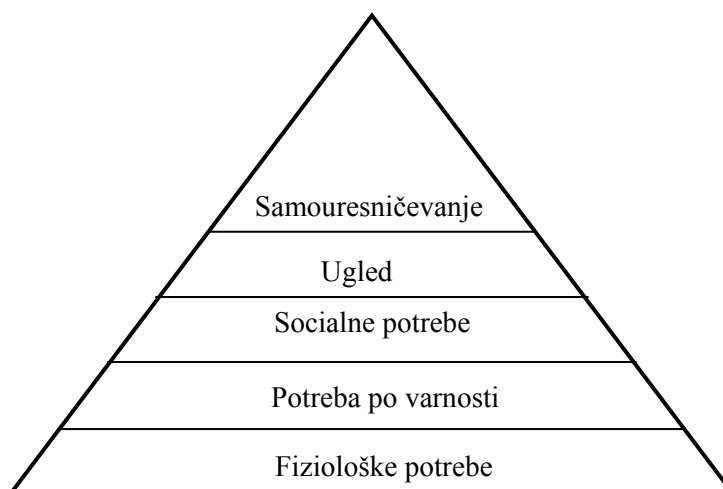 Samouresničevanje
Ugled
Socialne potrebe
Potreba po varnosti
Fiziološke potrebe